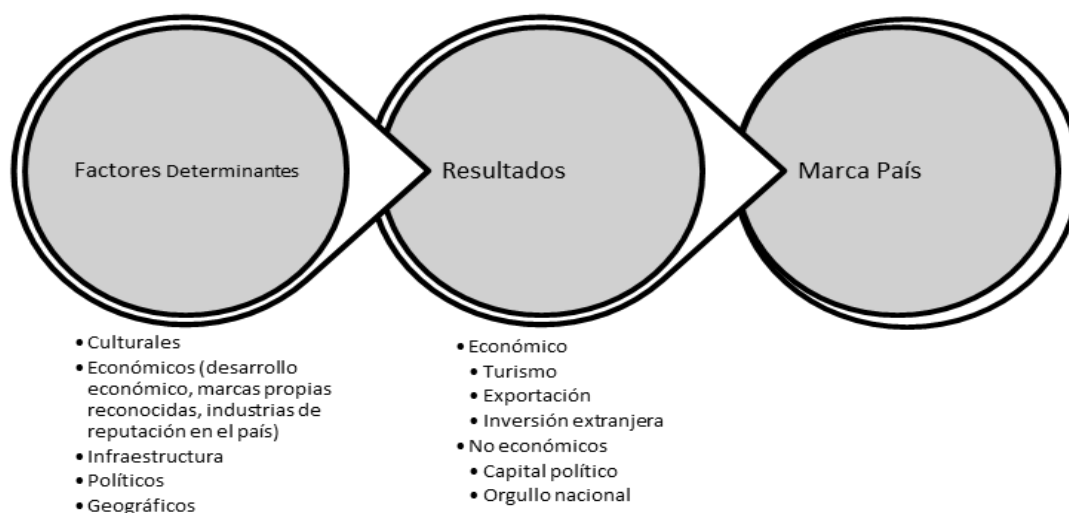 Factores Determinantes
Resultados
Marca País
• Culturales
• Económicos (desarrollo
económico, marcas propias
reconocidas, industrias de
reputación en el país)
• Infraestructura
• Políticos
• Geográficos
• Económico
• Turismo
• Exportación
• Inversión extranjera
• No económicos
• Capital político
• Orgullo nacional